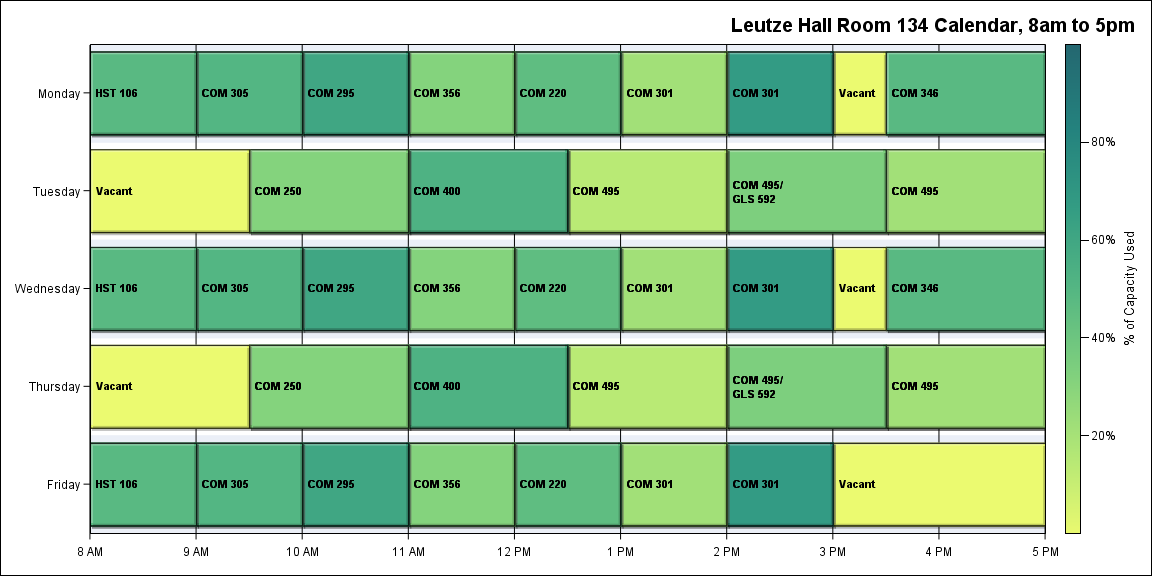 Leutze Hall Room 134 Calendar, 8am to 5pm
Monday
HST 106
COM 305
COM 295
COM 356
COM 220
COM 301
COM 301
Vacant
COM 346
Tuesday
Vacant
COM 250
COM 400
COM 495
COM 495/
GLS 592
COM 495
Wednesday
HST 106
COM 305
COM 295
COM 356
COM 220
COM 301
COM 301
Vacant
COM 346
Thursday
Vacant
COM 250
COM 400
COM 495
COM 495/
GLS 592
COM 495
Friday
HST 106
COM 305
COM 295
COM 356
COM 220
COM 301
COM 301
Vacant
8 AM
9 AM
10 AM
11 AM
12 PM
1 PM
2 PM
3 PM
4 PM
5 PM
80%
60%
40%
20%
% of Capacity Used